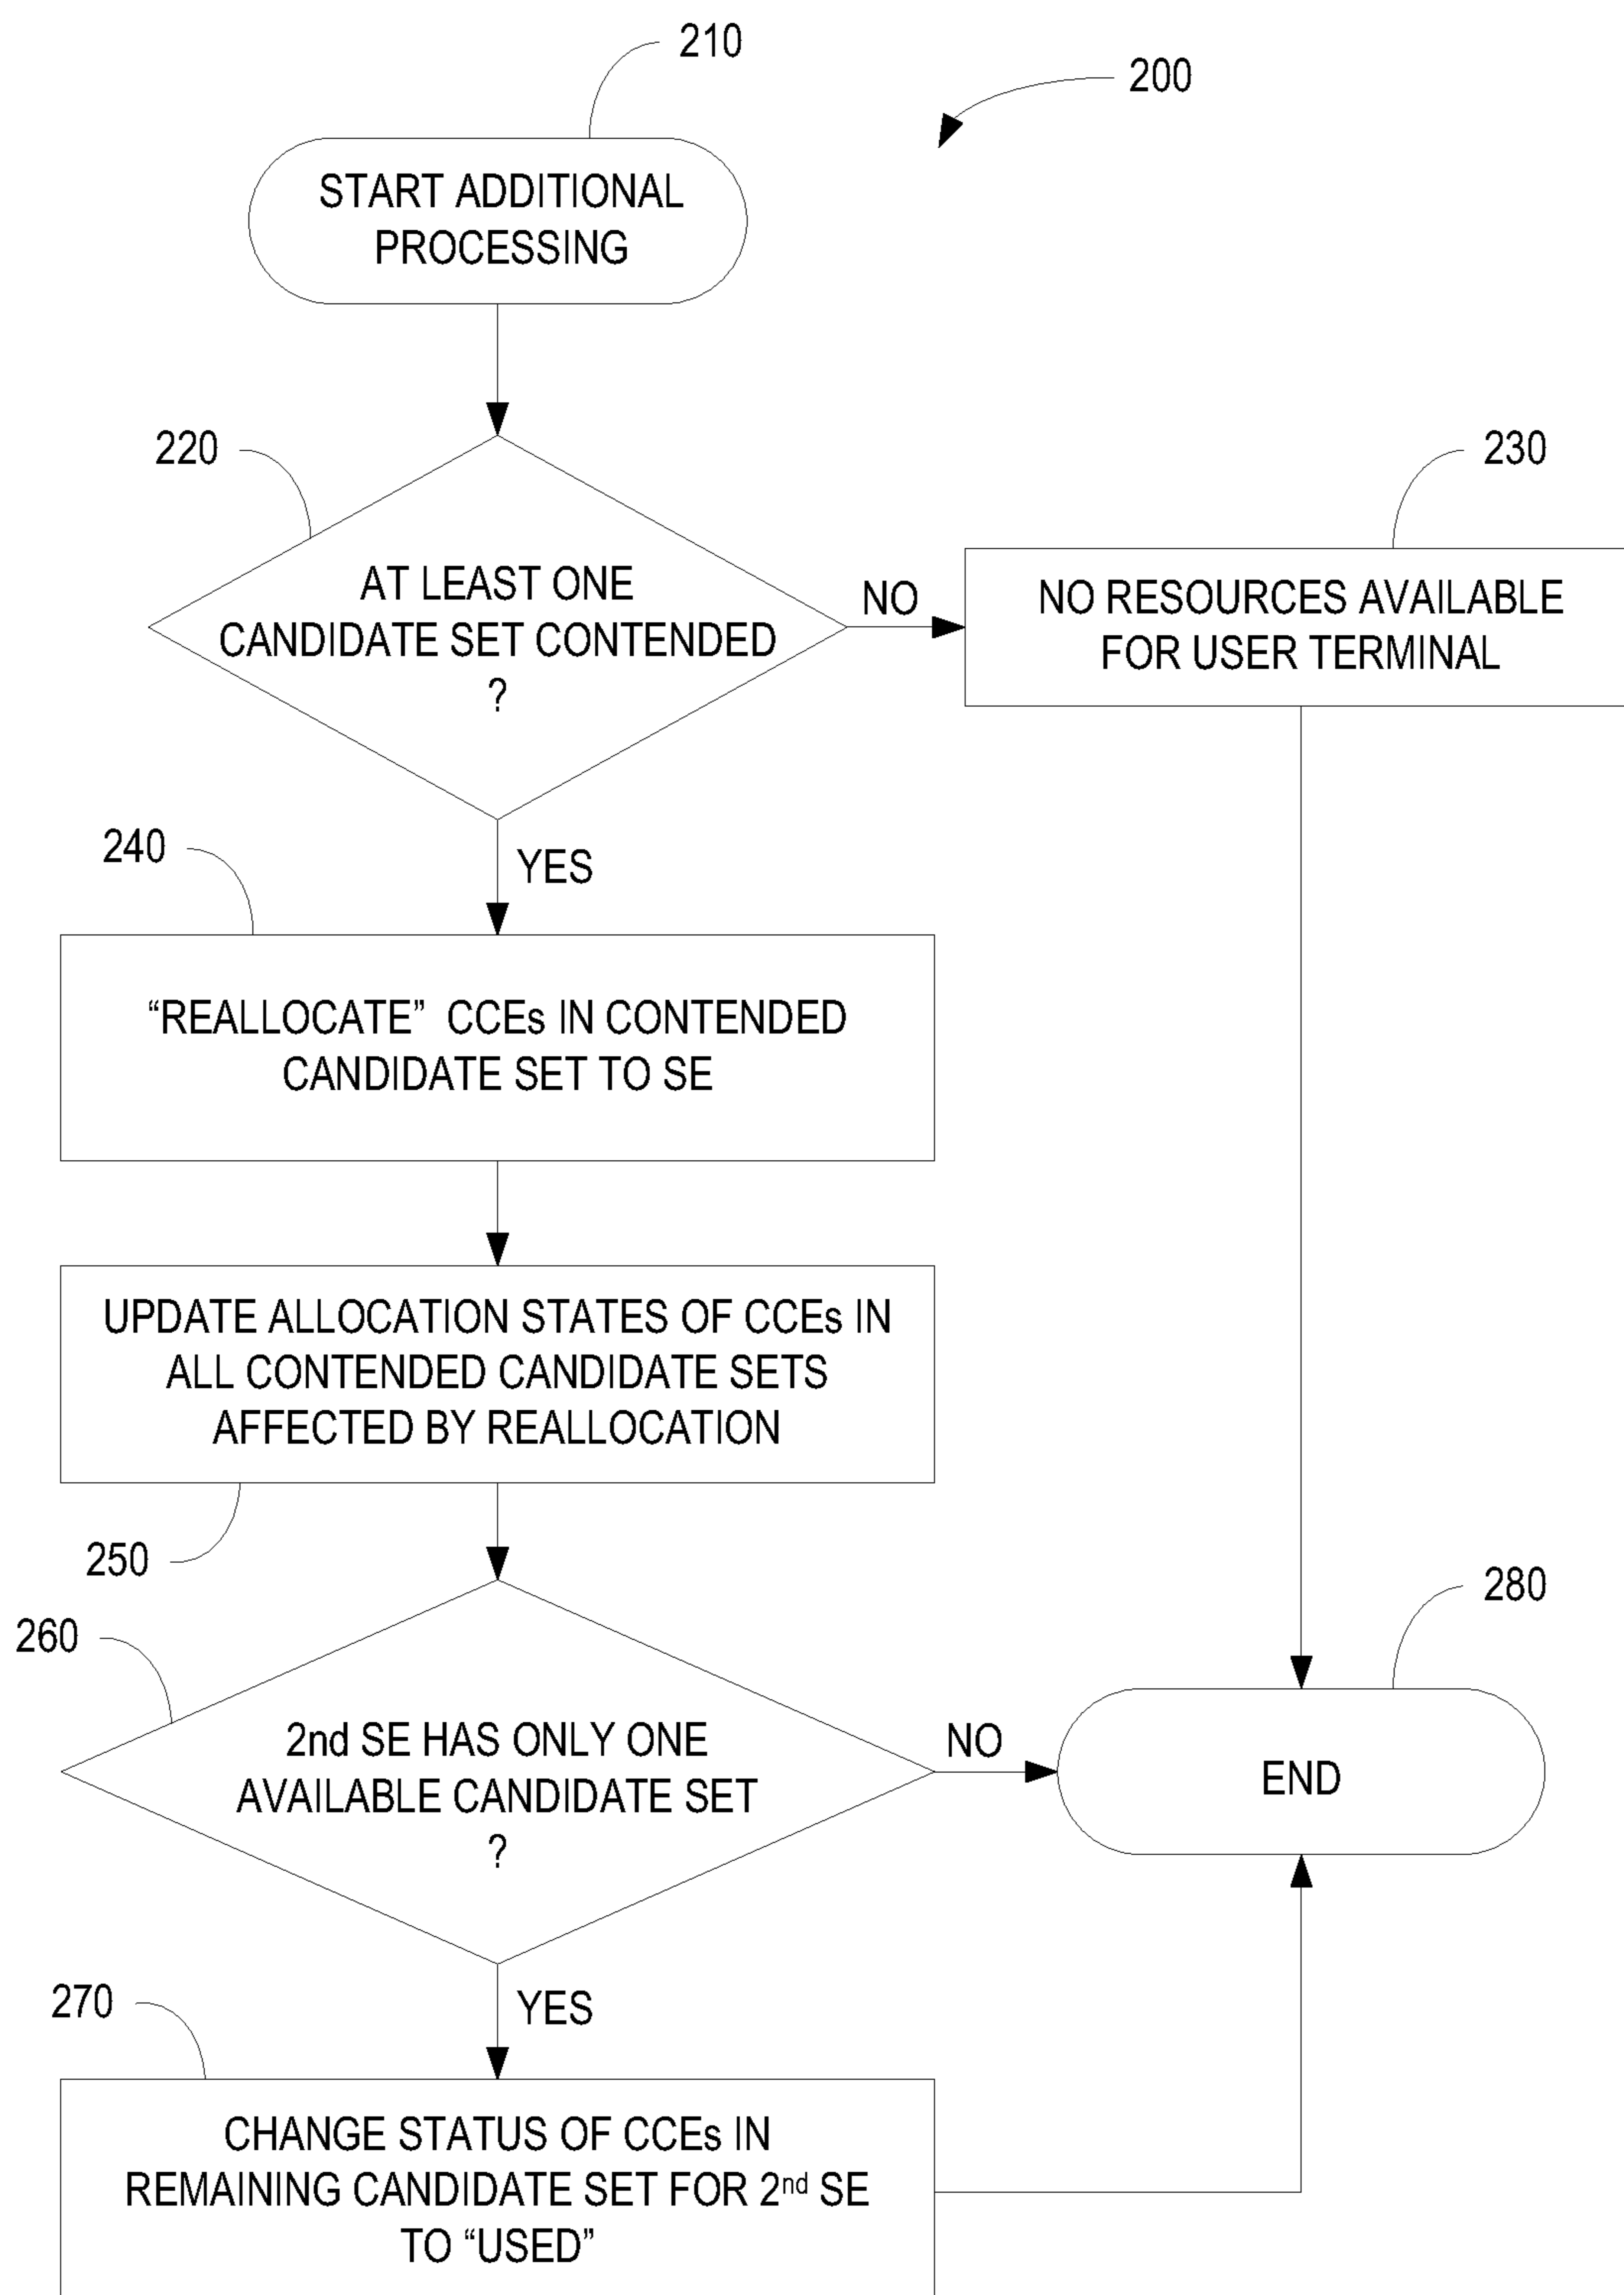 210
200
START ADDITIONAL
PROCESSING
220
230
AT LEAST ONE
CANDIDATE SET CONTENDED
?
NO
NO RESOURCES AVAILABLE
FOR USER TERMINAL
240
YES
“REALLOCATE” CCEs IN CONTENDED
CANDIDATE SET TO SE
UPDATE ALLOCATION STATES OF CCEs IN
ALL CONTENDED CANDIDATE SETS
AFFECTED BY REALLOCATION
250
260
280
2nd SE HAS ONLY ONE
AVAILABLE CANDIDATE SET
?
NO
END
270
YES
CHANGE STATUS OF CCEs IN
REMAINING CANDIDATE SET FOR 2nd SE
TO “USED”